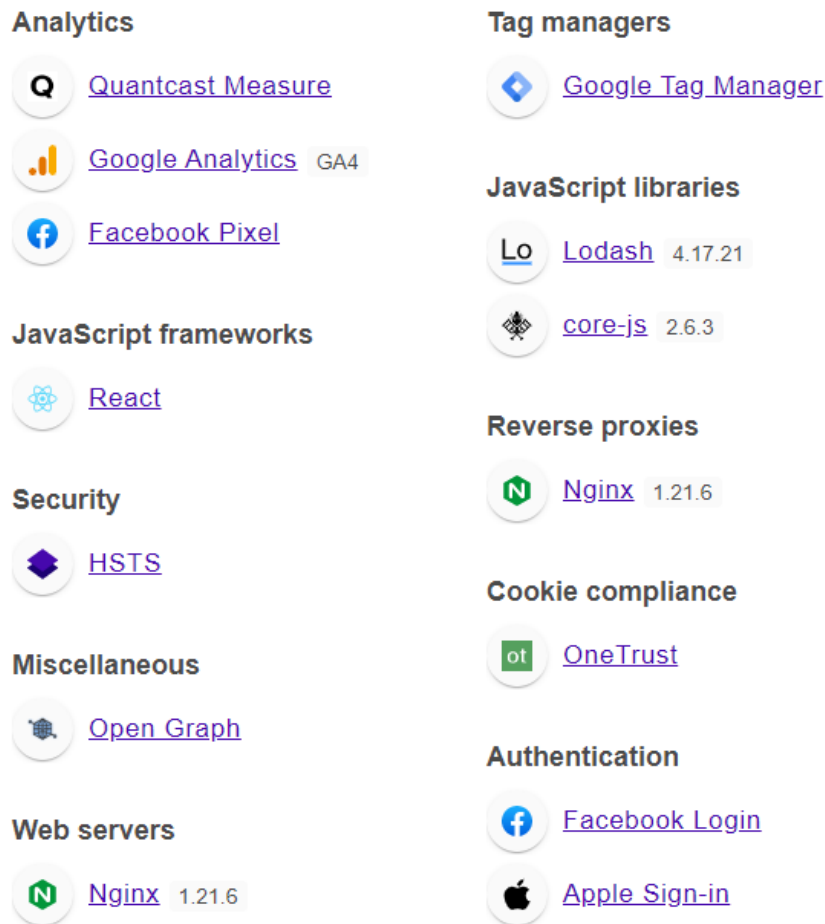 Analytics
Q Quantcast Measure
Google Analytics GA4
Facebook Pixel
JavaScript frameworks
React
Security
HSTS
Miscellaneous
Open Graph
Web servers
N Nginx 1.21.6
Tag managers
Google Tag Manager
JavaScript libraries
Lo Lodash 4.17.21
core-js 2.6.3
Reverse proxies
N Nginx 1.21.6
Cookie compliance
ot OneTrust
Authentication
Facebook Login
Apple Sign-in